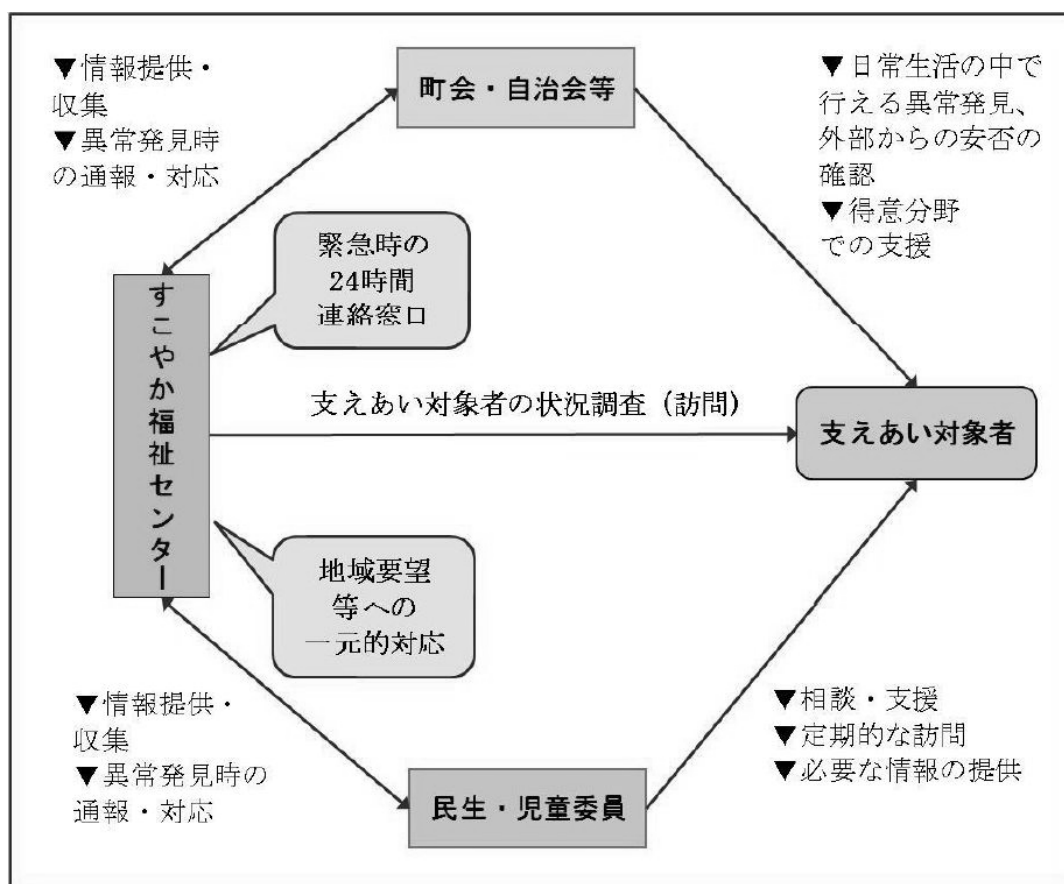 ▼情報提供・
収集
▼異常発見時
の通報・対応
町会・自治会等
▼日常生活の中で
行える異常発見、
外部からの安否の
確認
▼得意分野
での支援
緊急時の
24時間
連絡窓口
すこやか福祉センター
支えあい対象者の状況調査（訪問）
支えあい対象者
地域要望
等への
一元的対応
▼情報提供・
収集
▼異常発見時の
通報・対応
民生・児童委員
▼相談・支援
▼定期的な訪問
▼必要な情報の提供